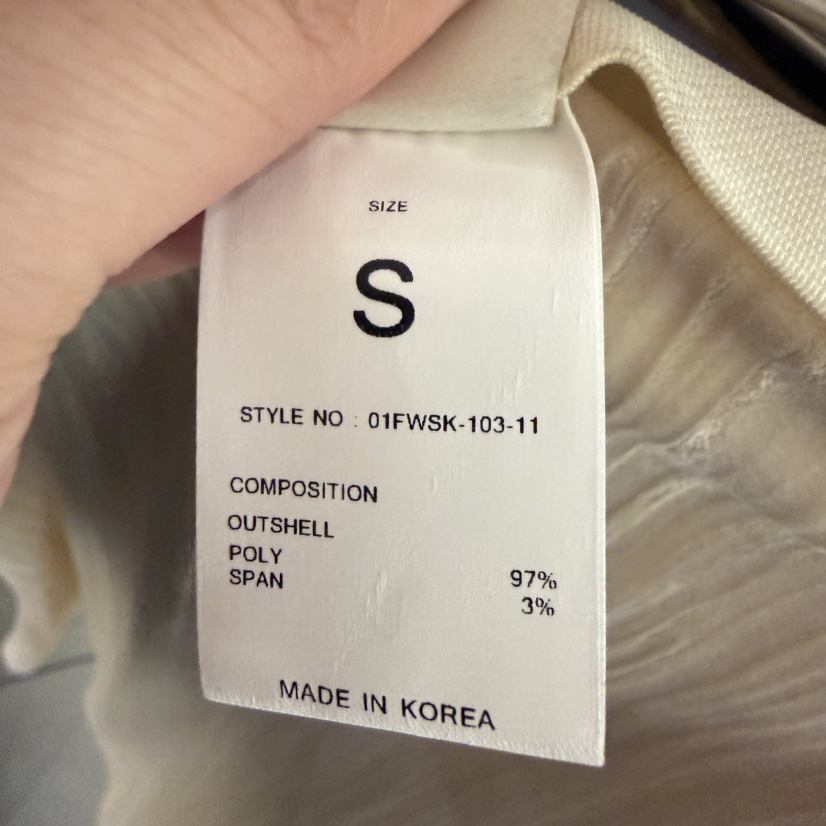 SIZE
S
STYLE NO : 01FWSK-103-11
COMPOSITION
OUTSHELL
POLY
SPAN 97%
3%
MADE IN KOREA